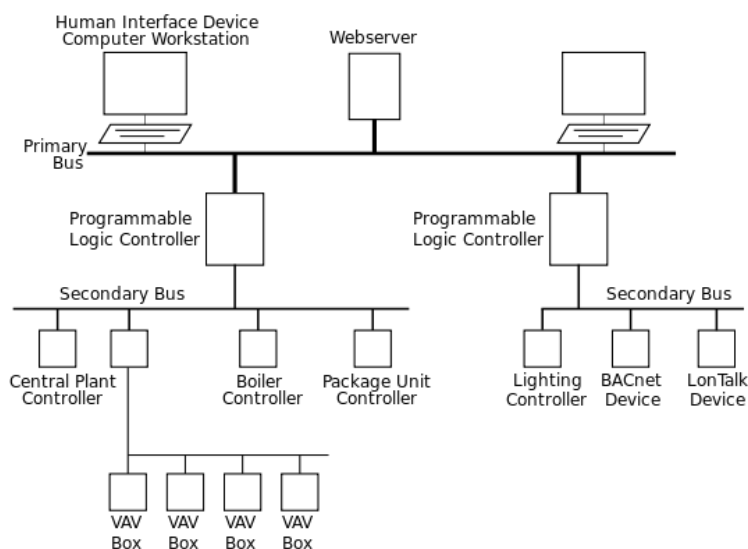 Human Interface Device
Computer Workstation
Webserver
Primary
Bus
Programmable
Logic Controller
Programmable
Logic Controller
Secondary Bus
Secondary Bus
Central Plant
Controller
Boiler
Controller
Package Unit
Controller
Lighting
Controller
BACnet
Device
LonTalk
Device
VAV
Box
VAV
Box
VAV
Box
VAV
Box